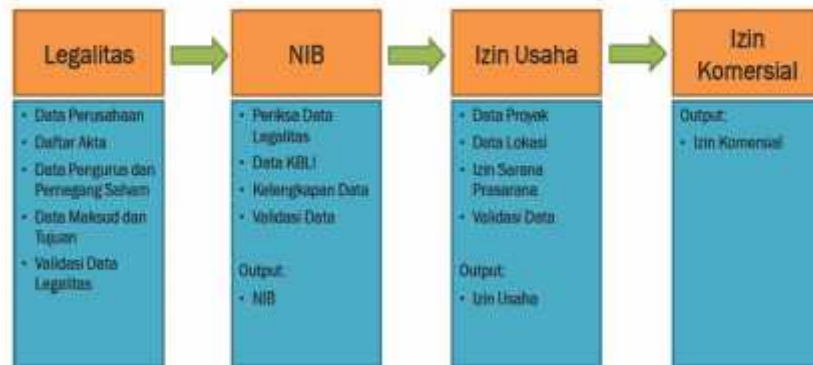 Legalitas
• Data Perusahaan
• Daftar Akta
• Data Pengurus dan
Pemegang Saham
• Data Maksud dan
Tujuan
• Validasi Data
Legalitas
NIB
• Periksa Data
Legalitas
• Data KBLI
• Kelengkapan Data
• Validasi Data
Output:
• NIB
Izin Usaha
• Data Proyek
• Data Lokasi
• Izin Sarana
Prasarana
• Validasi Data
Output:
• Izin Usaha
Izin
Komersial
Output:
• Izin Komersial